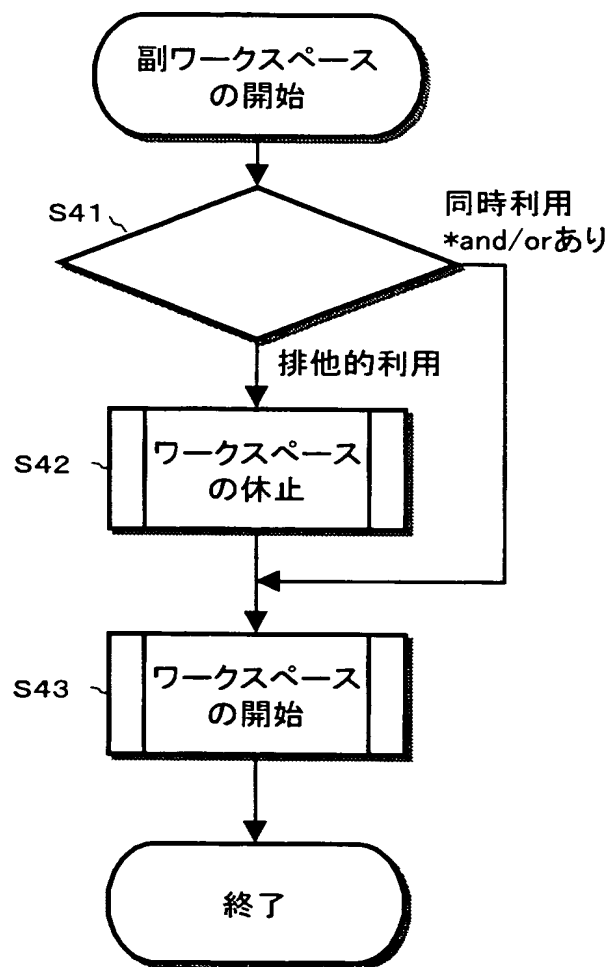 副ワークスペース
の開始
S41
同時利用
*and/orあり
排他的利用
S42
ワークスペース
の休止
S43
ワークスペース
の開始
終了